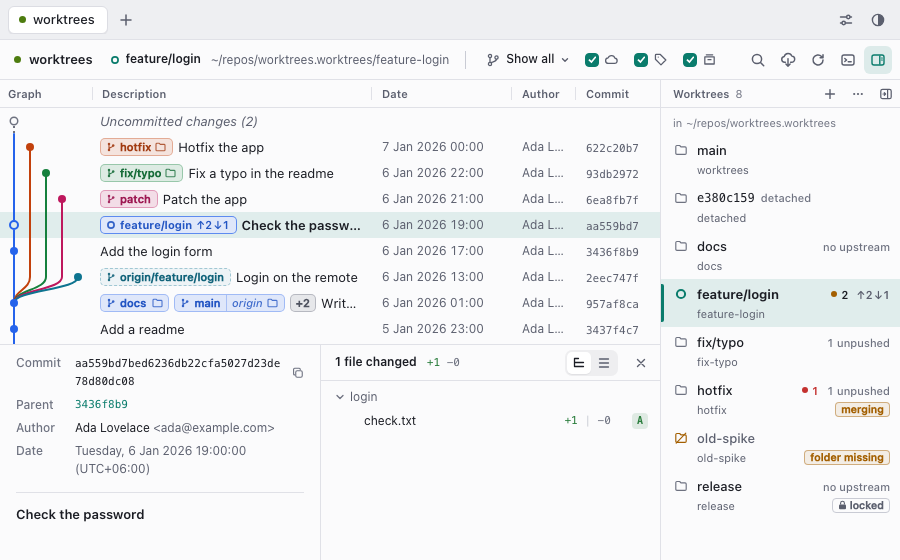 worktrees
worktrees feature/login ~/repos/worktrees.worktrees/feature-login Show all
Graph Description Date Author Commit
Uncommitted changes (2)
hotfix Hotfix the app 7 Jan 2026 00:00 Ada L... 622c20b7
fix/typo Fix a typo in the readme 6 Jan 2026 22:00 Ada L... 93db2972
patch Patch the app 6 Jan 2026 21:00 Ada L... 6ea8fb7f
feature/login ↑2↓1 Check the passw... 6 Jan 2026 19:00 Ada L... aa559bd7
Add the login form 6 Jan 2026 17:00 Ada L... 3436f8b9
origin/feature/login Login on the remote 6 Jan 2026 13:00 Ada L... 2eec747f
docs main origin +2 Writ... 6 Jan 2026 01:00 Ada L... 957af8ca
Add a readme 5 Jan 2026 23:00 Ada L... 3437f4c7
Commit aa559bd7bed6236db22cfa5027d23de
78d80dc08
Parent 3436f8b9
Author Ada Lovelace <ada@example.com>
Date Tuesday, 6 Jan 2026 19:00:00
(UTC+06:00)
Check the password
1 file changed +1 −0
login
check.txt +1 | −0 A
Worktrees 8
in ~/repos/worktrees.worktrees
main
worktrees
e380c159 detached
detached
docs no upstream
docs
feature/login 2 ↑2↓1
feature-login
fix/typo 1 unpushed
fix-typo
hotfix 1 1 unpushed
hotfix merging
old-spike
old-spike folder missing
release no upstream
release locked